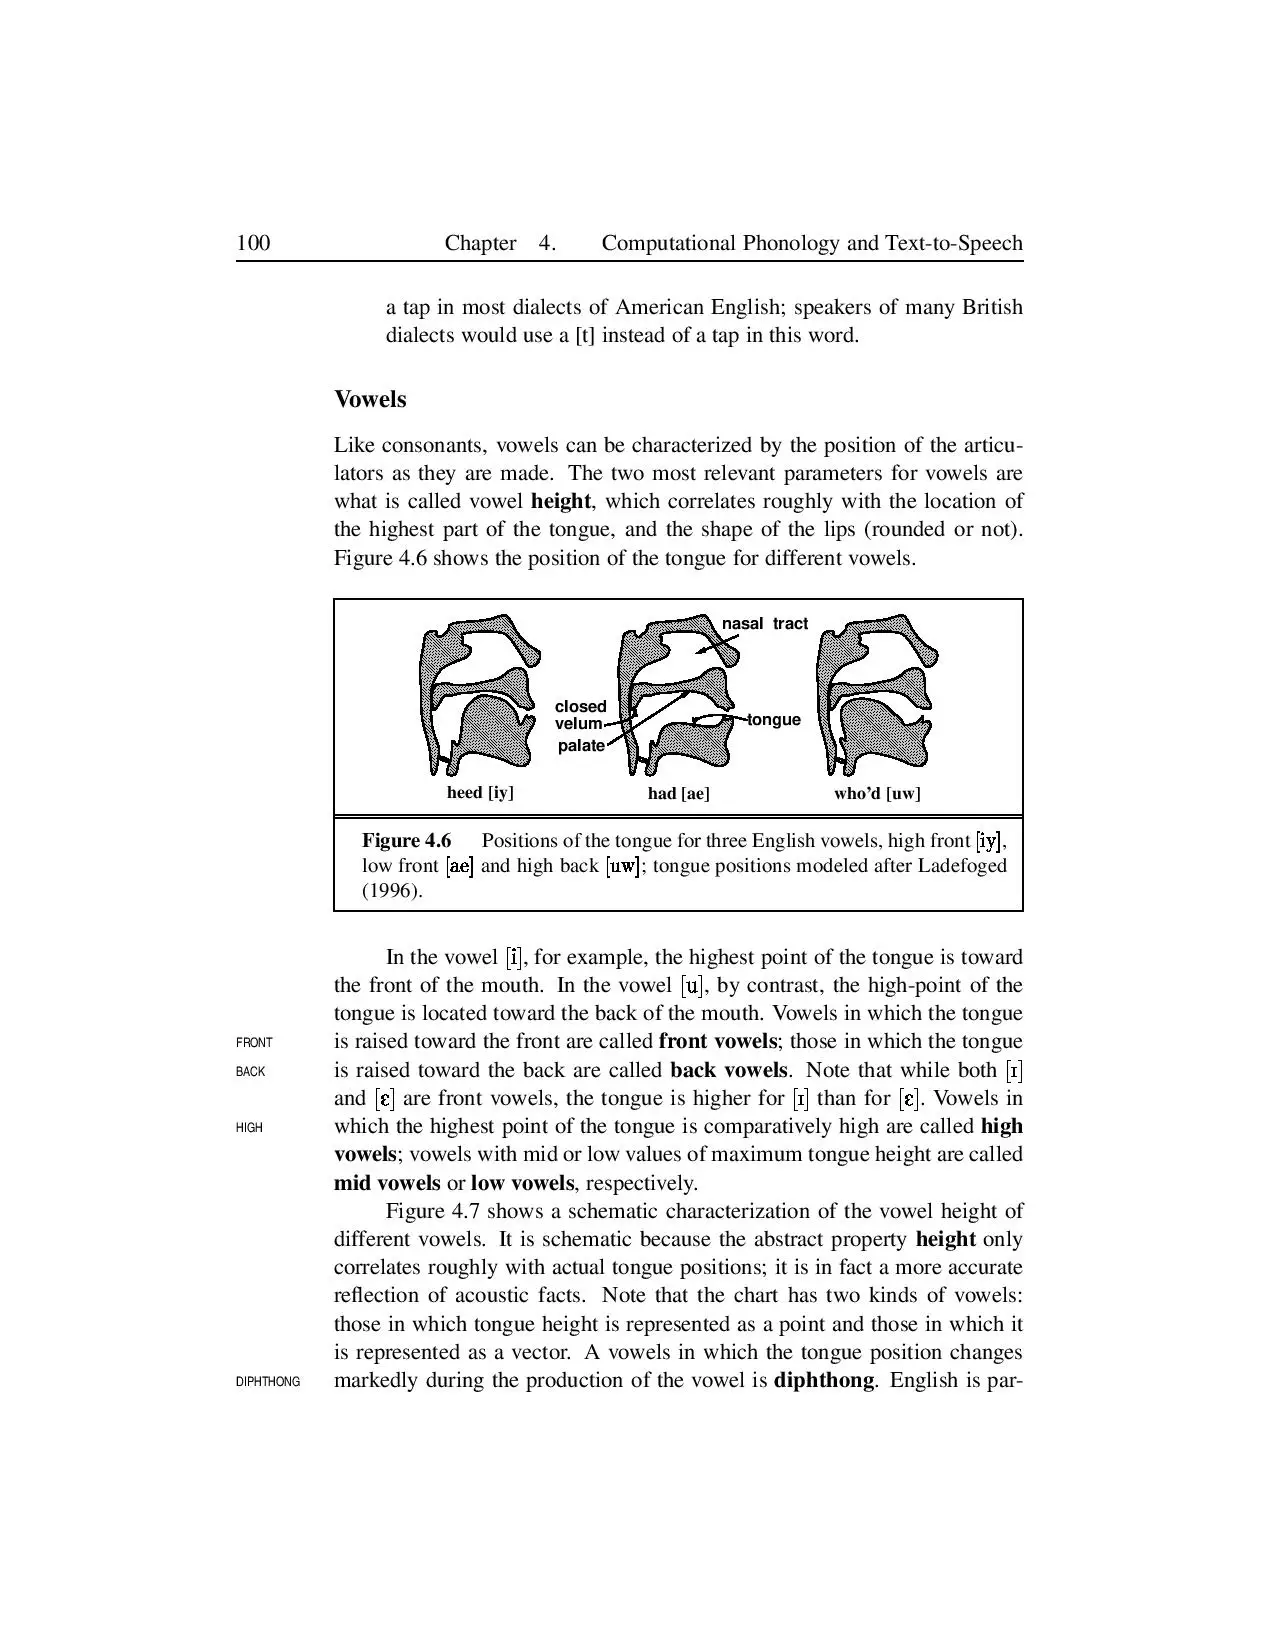 100 Chapter 4. Computational Phonology and Text-to-Speech
a tap in most dialects of American English; speakers of many British
dialects would use a [t] instead of a tap in this word.
Vowels
Like consonants, vowels can be characterized by the position of the articu-
lators as they are made. The two most relevant parameters for vowels are
what is called vowel height, which correlates roughly with the location of
the highest part of the tongue, and the shape of the lips (rounded or not).
Figure 4.6 shows the position of the tongue for different vowels.
nasal tract
closed
velum
tongue
palate
heed [iy] had [ae] who'd [uw]
Figure 4.6 Positions of the tongue for three English vowels, high front [iy],
low front [ae] and high back [uw]; tongue positions modeled after Ladefoged
(1996).
In the vowel [i], for example, the highest point of the tongue is toward
the front of the mouth. In the vowel [u], by contrast, the high-point of the
tongue is located toward the back of the mouth. Vowels in which the tongue
FRONT is raised toward the front are called front vowels; those in which the tongue
BACK is raised toward the back are called back vowels. Note that while both [ɪ]
and [ɛ] are front vowels, the tongue is higher for [ɪ] than for [ɛ]. Vowels in
HIGH which the highest point of the tongue is comparatively high are called high
vowels; vowels with mid or low values of maximum tongue height are called
mid vowels or low vowels, respectively.
Figure 4.7 shows a schematic characterization of the vowel height of
different vowels. It is schematic because the abstract property height only
correlates roughly with actual tongue positions; it is in fact a more accurate
reflection of acoustic facts. Note that the chart has two kinds of vowels:
those in which tongue height is represented as a point and those in which it
is represented as a vector. A vowels in which the tongue position changes
DIPHTHONG markedly during the production of the vowel is diphthong. English is par-